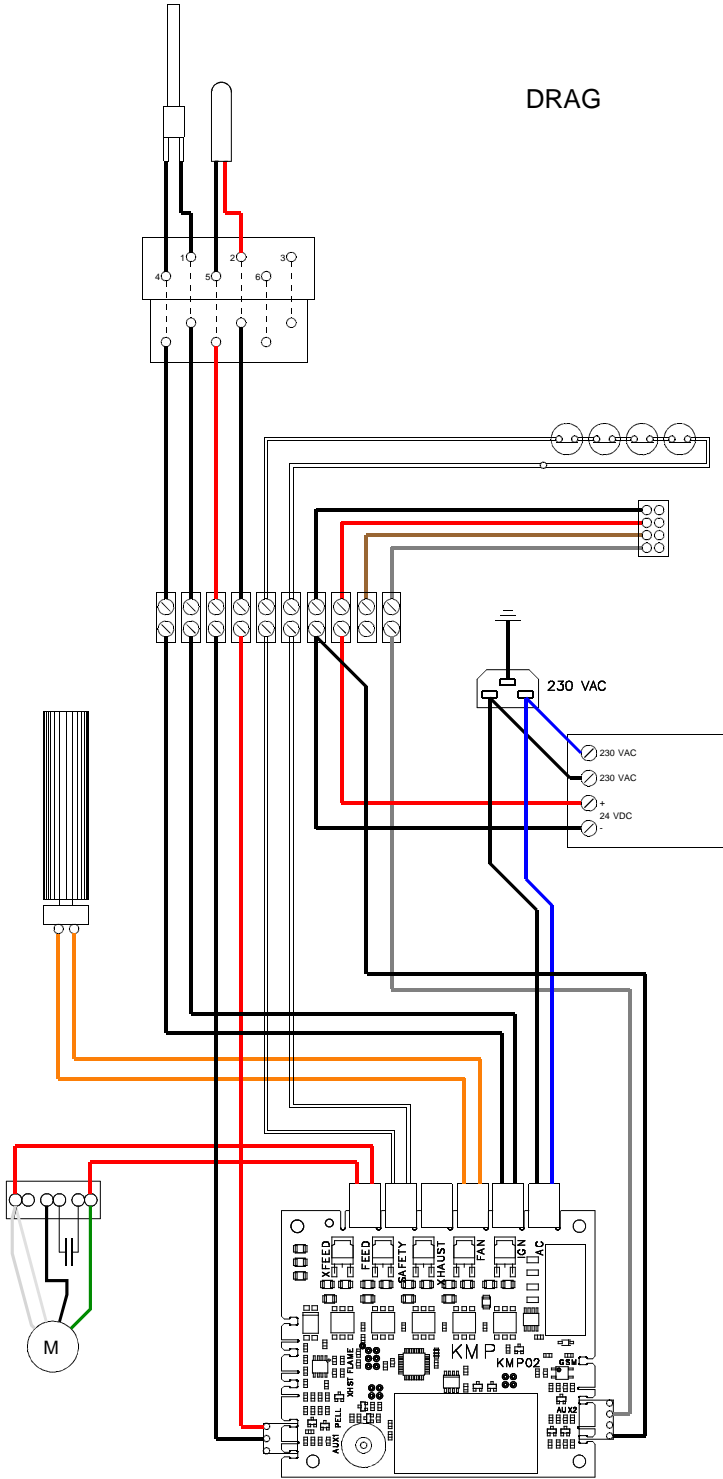 DRAG
1
2
3
4
5
6
230 VAC
230 VAC
230 VAC
+
24 VDC
-
M
XFEED
FEED
SAFETY
XHAUST
FAN
IGN
AC
KMP
KMP02
GSM
XHST FLAME
PELL
AUX1
AUX2